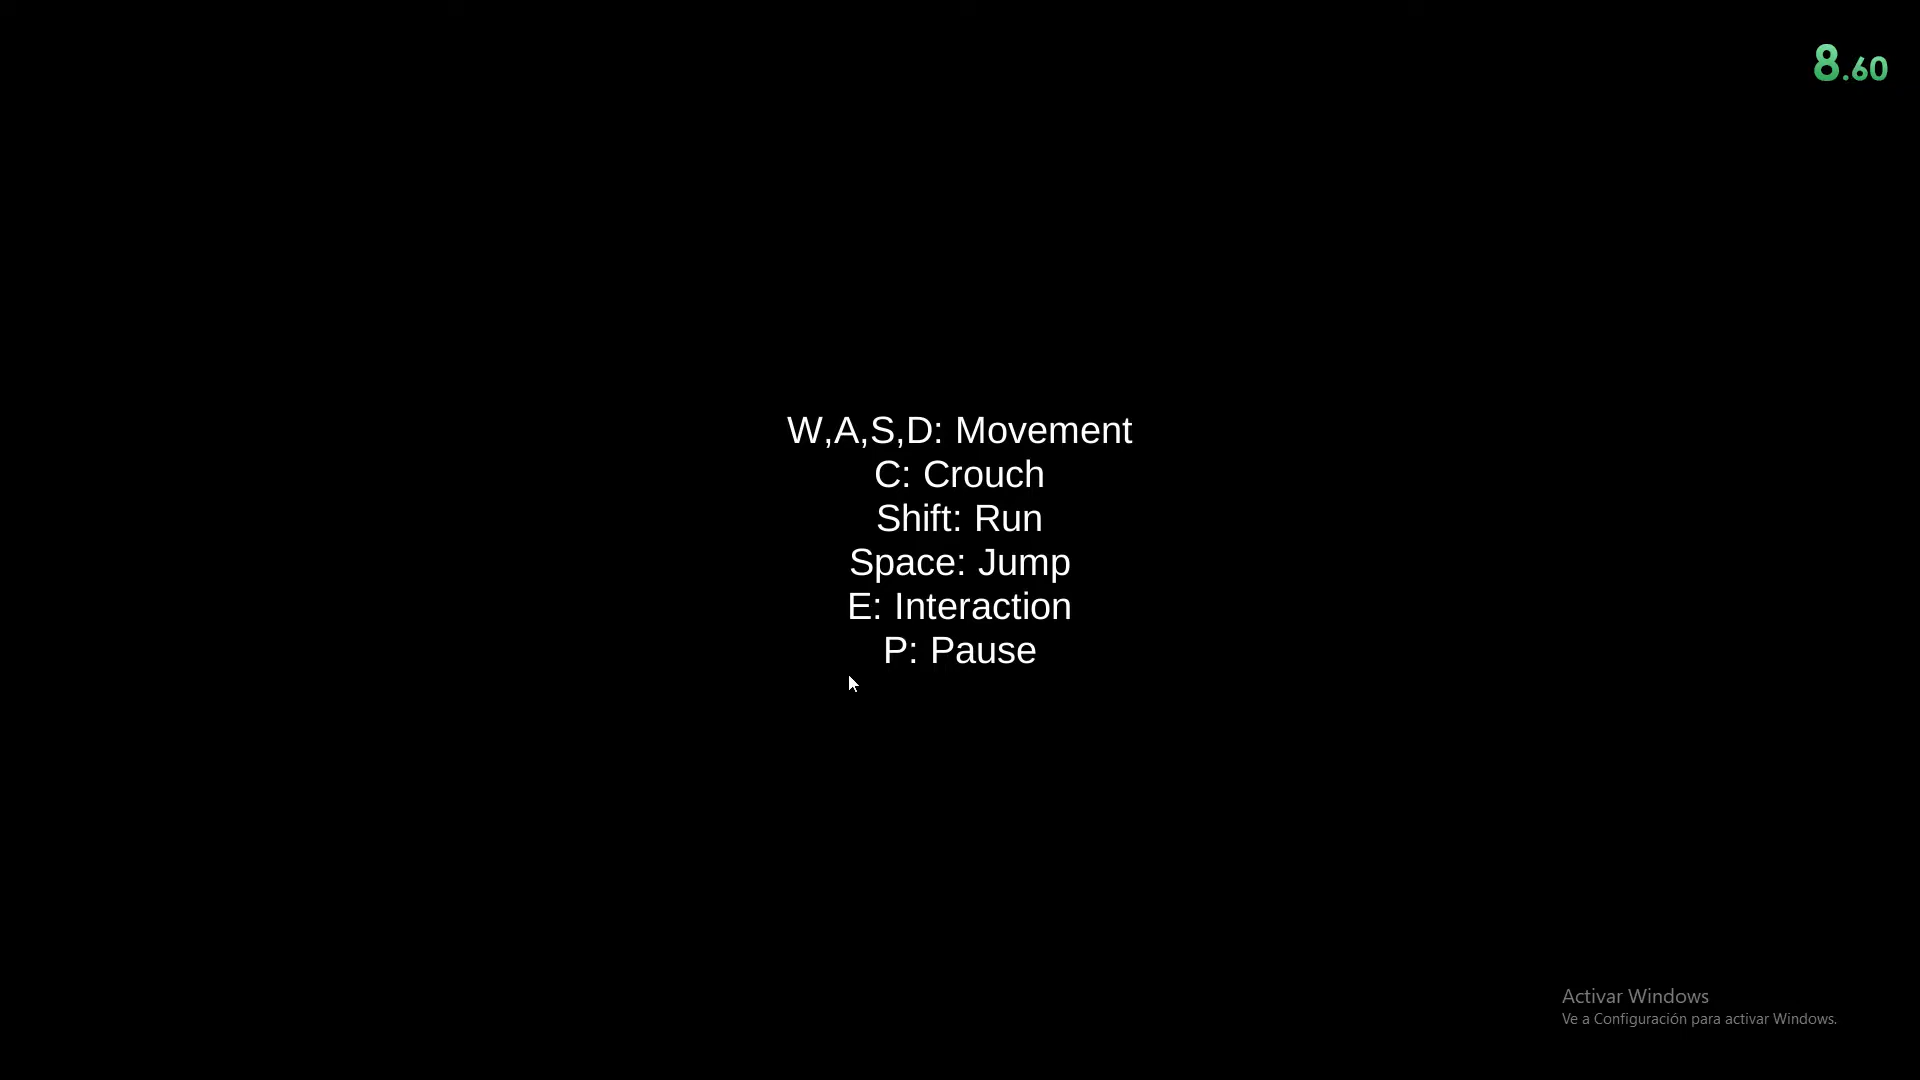 8.60
W,A,S,D: Movement
C: Crouch
Shift: Run
Space: Jump
E: Interaction
P: Pause
Activar Windows
Ve a Configuración para activar Windows.